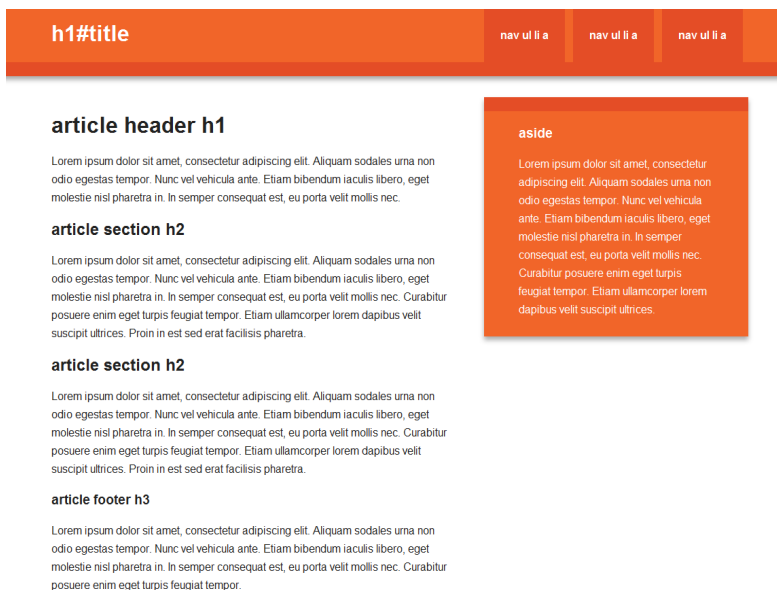 h1#title
nav ul li a
nav ul li a
nav ul li a
article header h1
Lorem ipsum dolor sit amet, consectetur adipiscing elit. Aliquam sodales urna non
odio egestas tempor. Nunc vel vehicula ante. Etiam bibendum iaculis libero, eget
molestie nisl pharetra in. In semper consequat est, eu porta velit mollis nec.
article section h2
Lorem ipsum dolor sit amet, consectetur adipiscing elit. Aliquam sodales urna non
odio egestas tempor. Nunc vel vehicula ante. Etiam bibendum iaculis libero, eget
molestie nisl pharetra in. In semper consequat est, eu porta velit mollis nec. Curabitur
posuere enim eget turpis feugiat tempor. Etiam ullamcorper lorem dapibus velit
suscipit ultrices. Proin in est sed erat facilisis pharetra.
article section h2
Lorem ipsum dolor sit amet, consectetur adipiscing elit. Aliquam sodales urna non
odio egestas tempor. Nunc vel vehicula ante. Etiam bibendum iaculis libero, eget
molestie nisl pharetra in. In semper consequat est, eu porta velit mollis nec. Curabitur
posuere enim eget turpis feugiat tempor. Etiam ullamcorper lorem dapibus velit
suscipit ultrices. Proin in est sed erat facilisis pharetra.
article footer h3
Lorem ipsum dolor sit amet, consectetur adipiscing elit. Aliquam sodales urna non
odio egestas tempor. Nunc vel vehicula ante. Etiam bibendum iaculis libero, eget
molestie nisl pharetra in. In semper consequat est, eu porta velit mollis nec. Curabitur
posuere enim eget turpis feugiat tempor.
aside
Lorem ipsum dolor sit amet, consectetur
adipiscing elit. Aliquam sodales urna non
odio egestas tempor. Nunc vel vehicula
ante. Etiam bibendum iaculis libero, eget
molestie nisl pharetra in. In semper
consequat est, eu porta velit mollis nec.
Curabitur posuere enim eget turpis
feugiat tempor. Etiam ullamcorper lorem
dapibus velit suscipit ultrices.